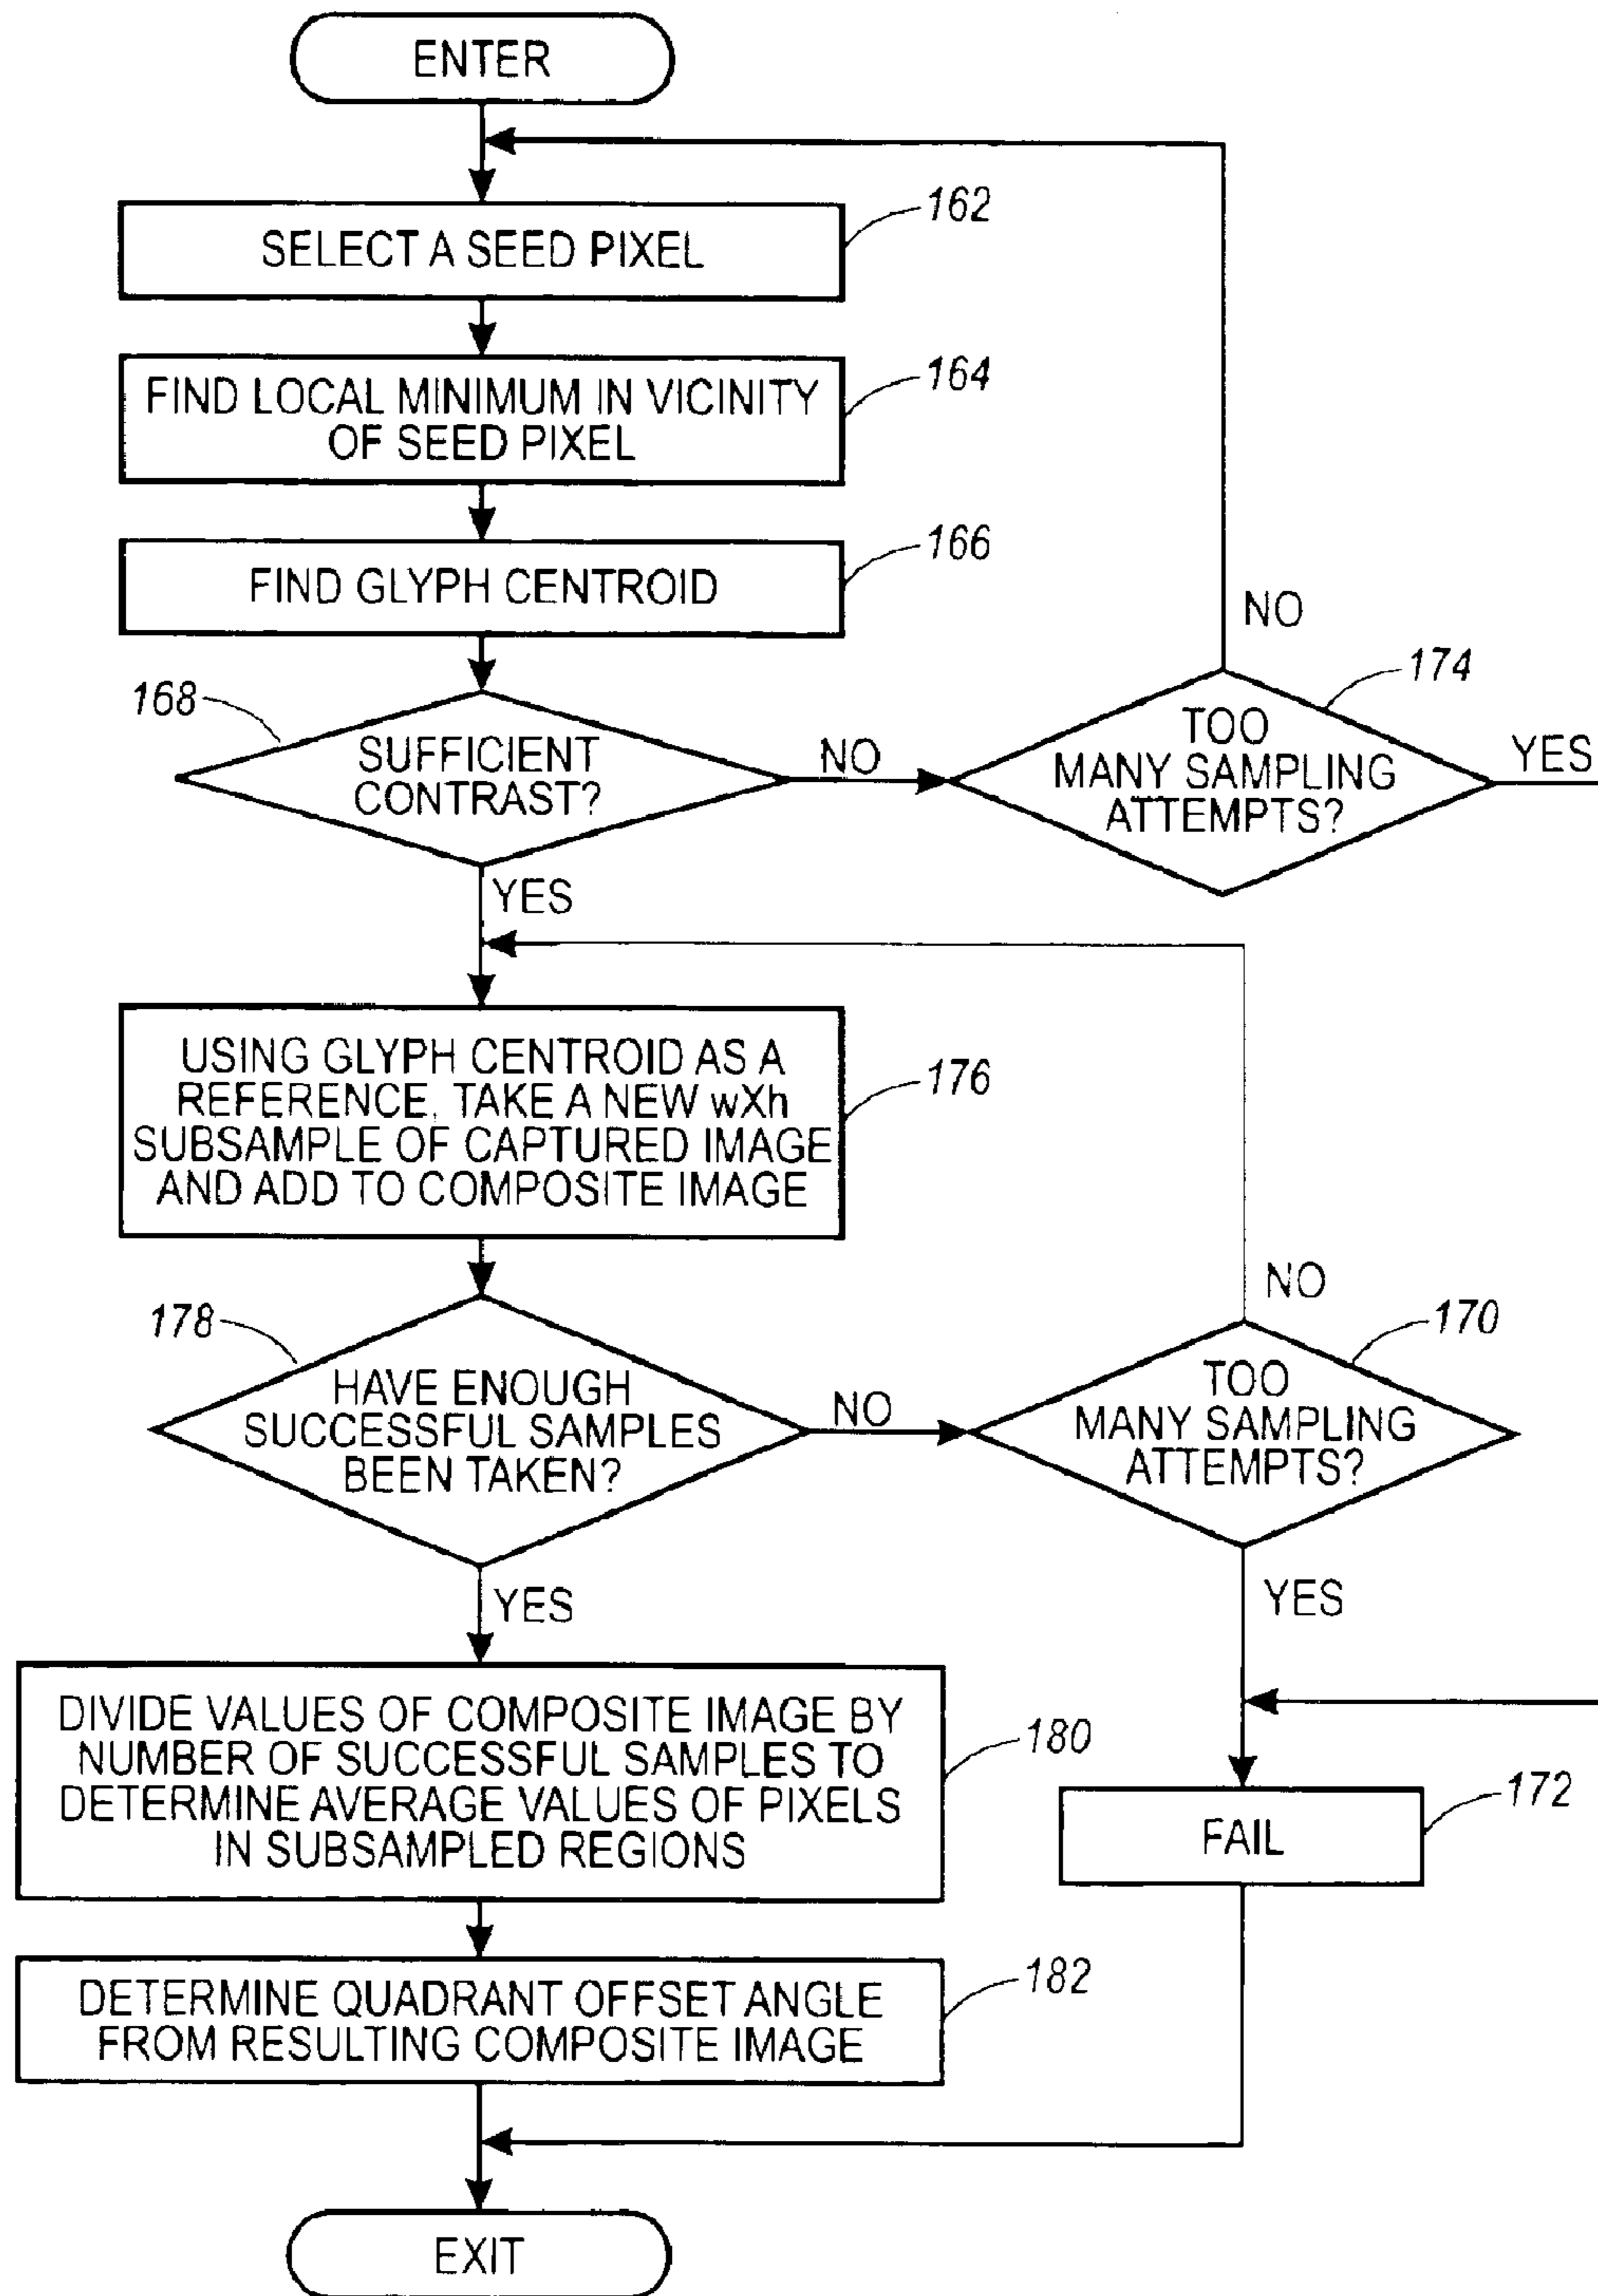 ENTER
162
SELECT A SEED PIXEL
164
FIND LOCAL MINIMUM IN VICINITY
OF SEED PIXEL
166
FIND GLYPH CENTROID
NO
168
174
SUFFICIENT
CONTRAST?
NO
TOO
MANY SAMPLING
ATTEMPTS?
YES
YES
USING GLYPH CENTROID AS A
REFERENCE, TAKE A NEW wXh
SUBSAMPLE OF CAPTURED IMAGE
AND ADD TO COMPOSITE IMAGE
176
NO
178
170
HAVE ENOUGH
SUCCESSFUL SAMPLES
BEEN TAKEN?
NO
TOO
MANY SAMPLING
ATTEMPTS?
YES
YES
DIVIDE VALUES OF COMPOSITE IMAGE BY
NUMBER OF SUCCESSFUL SAMPLES TO
DETERMINE AVERAGE VALUES OF PIXELS
IN SUBSAMPLED REGIONS
180
172
FAIL
DETERMINE QUADRANT OFFSET ANGLE
FROM RESULTING COMPOSITE IMAGE
182
EXIT